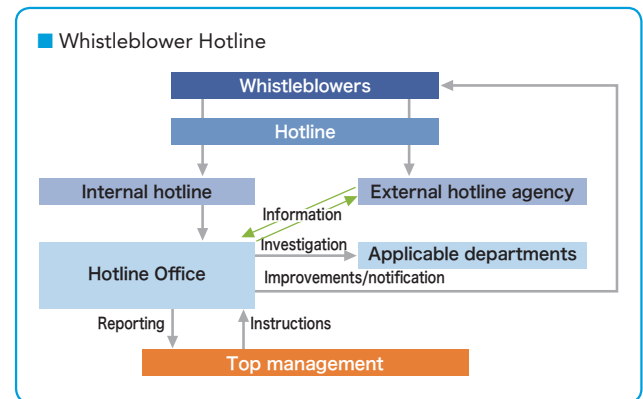 Whistleblower Hotline
Whistleblowers
Hotline
Internal hotline
External hotline agency
Information
Investigation
Applicable departments
Hotline Office
Improvements/notification
Reporting
Instructions
Top management